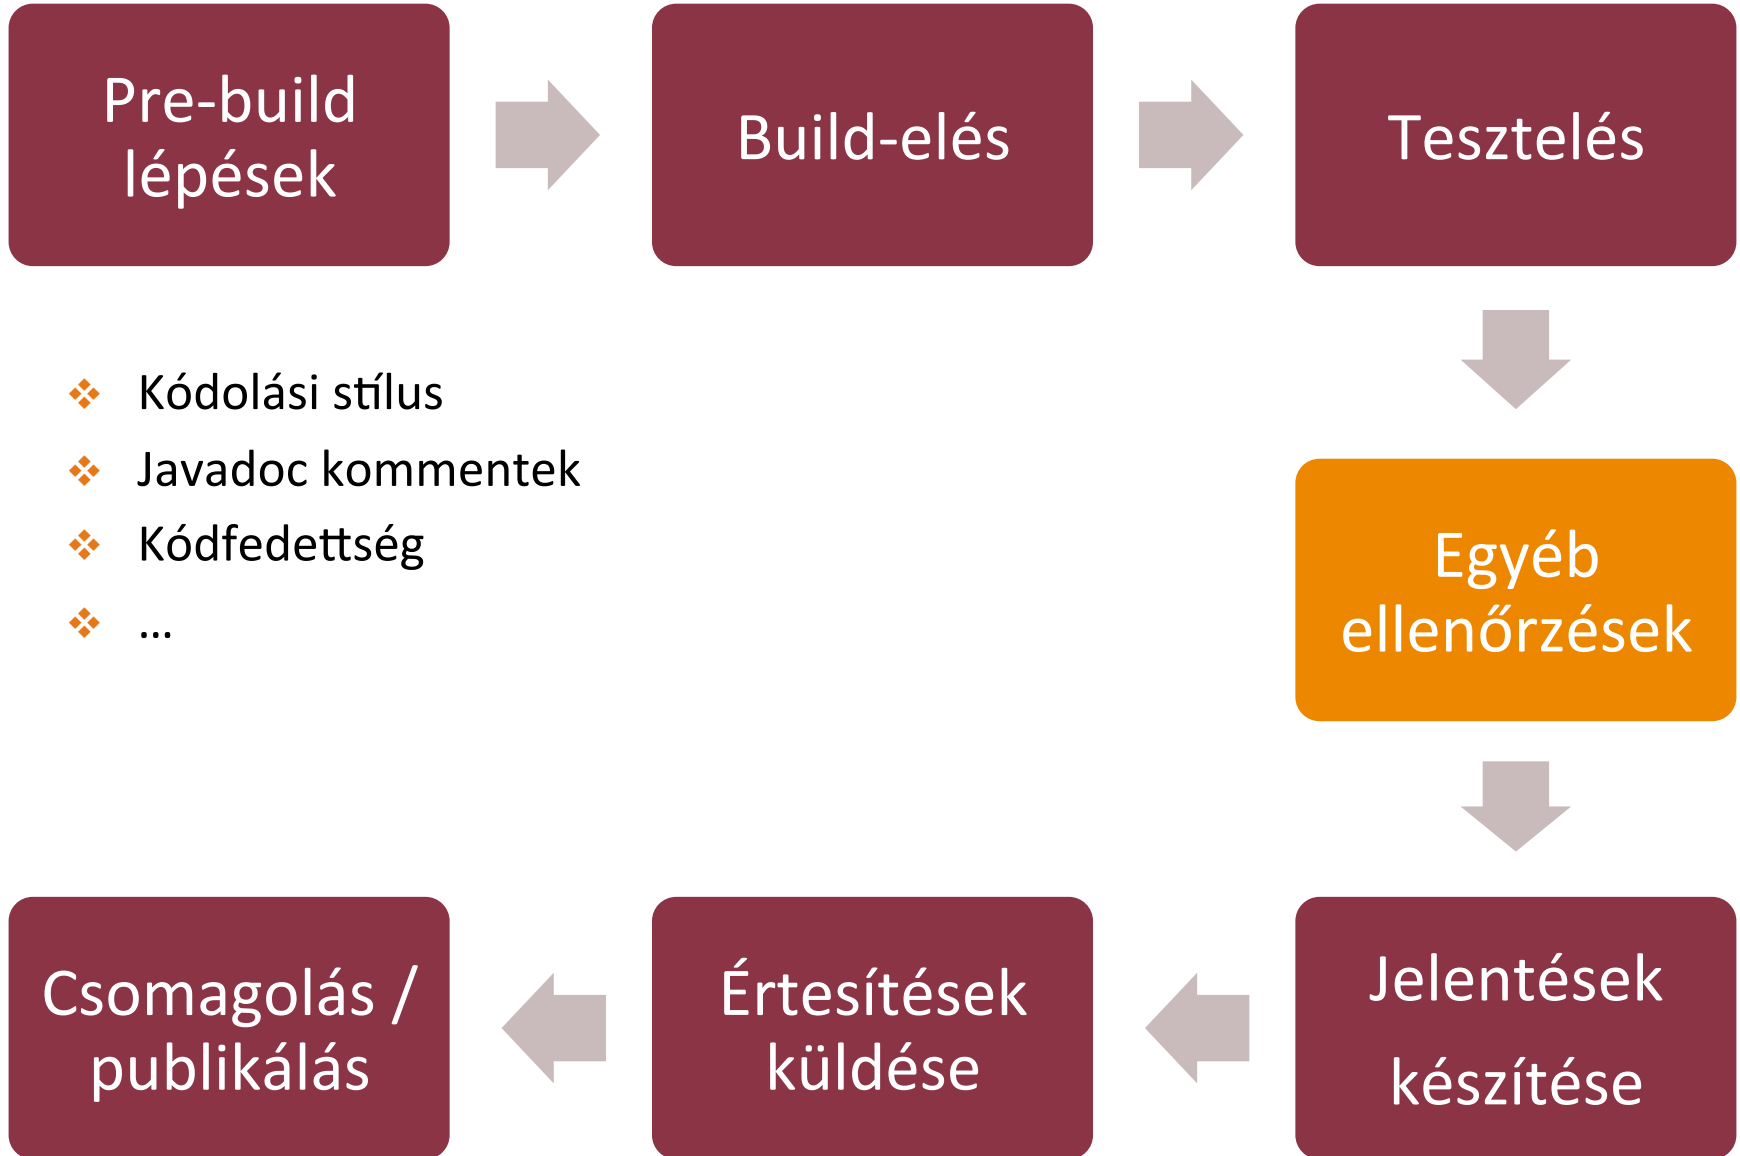 Pre-build
lépések
Build-elés
Tesztelés
Kódolási stílus
Javadoc kommentek
Kódfedettség
...
Egyéb
ellenőrzések
Jelentések
készítése
Értesítések
küldése
Csomagolás /
publikálás